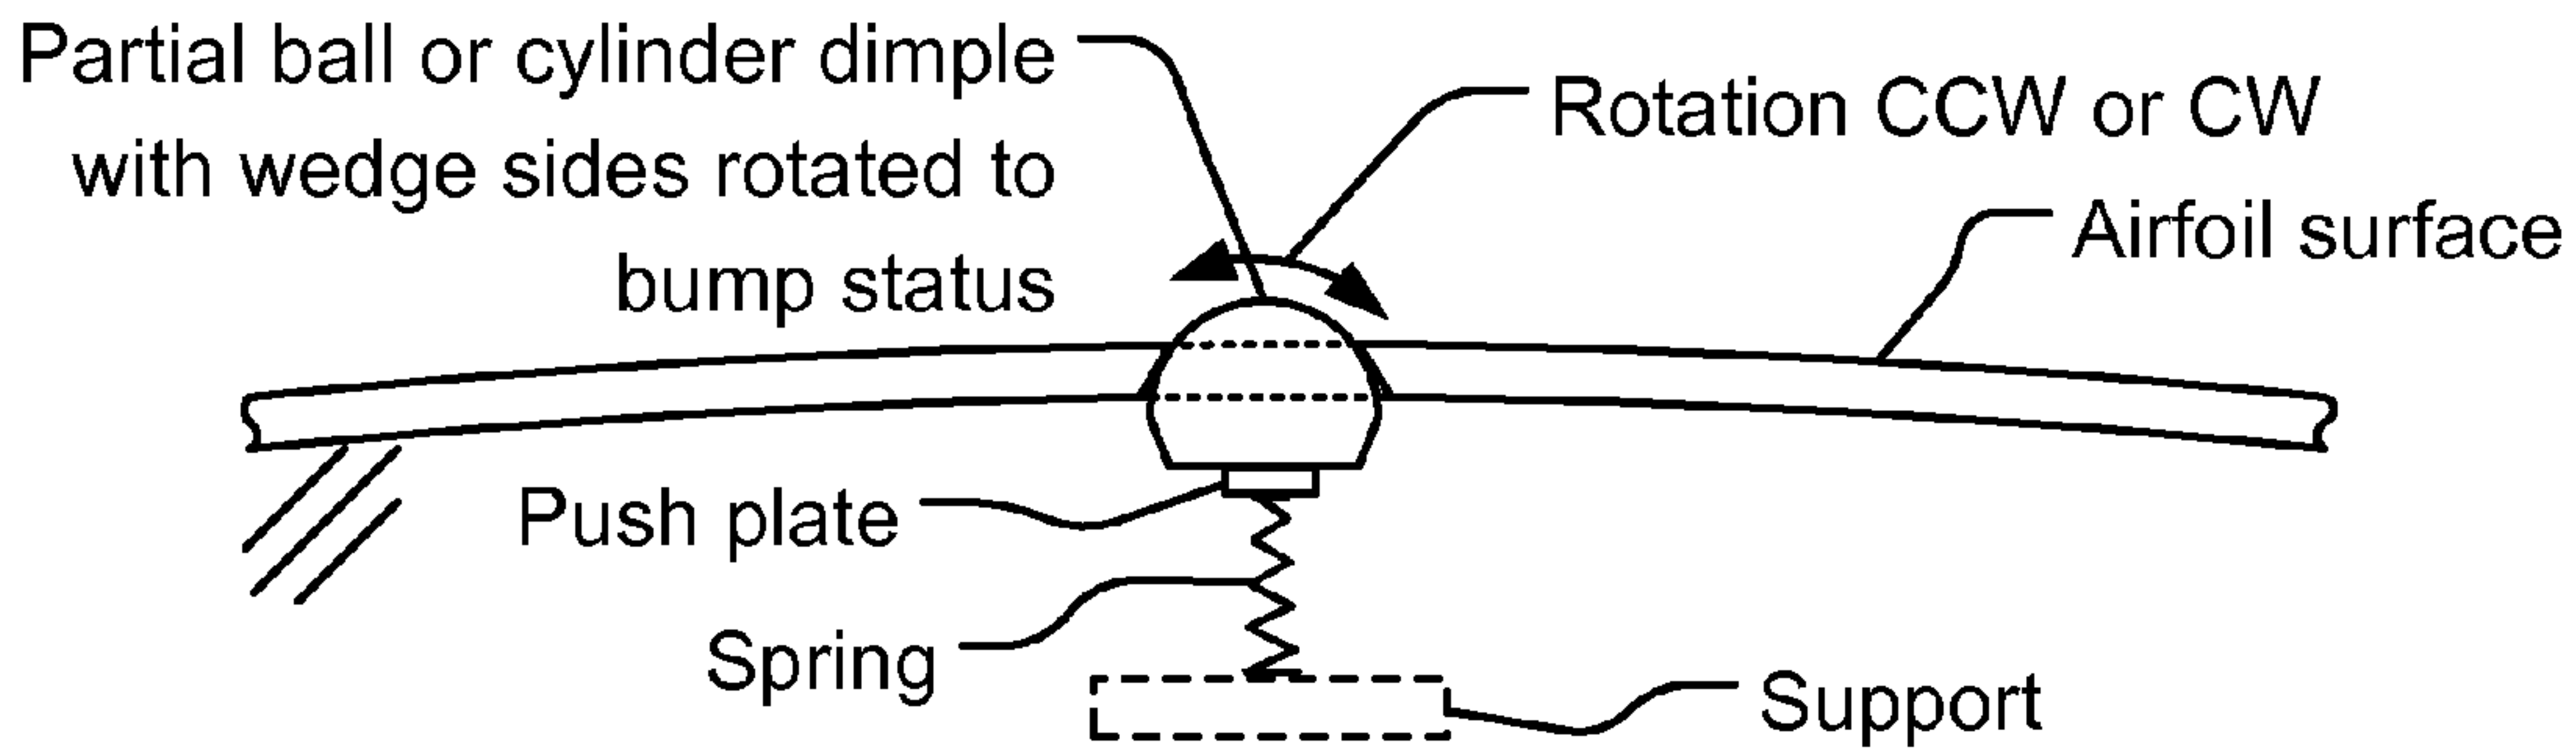 Partial ball or cylinder dimple
with wedge sides rotated to
bump status
Rotation CCW or CW
Airfoil surface
Push plate
Spring
Support